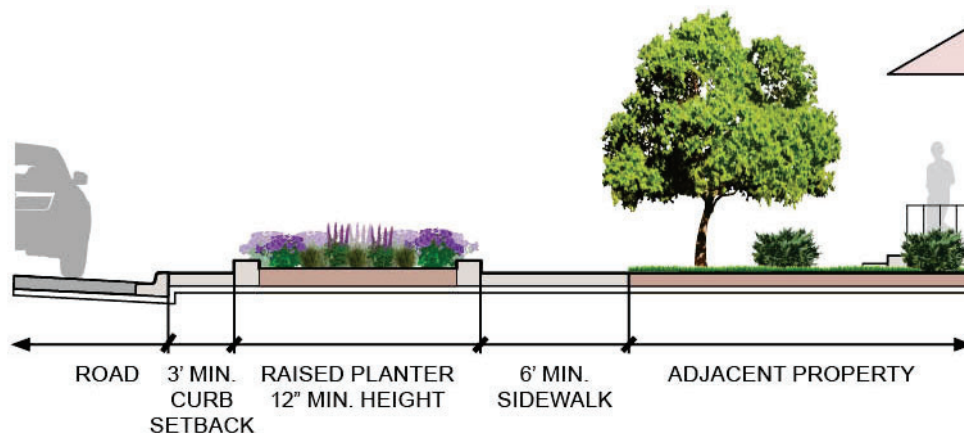 ROAD
3’ MIN.
CURB
SETBACK
RAISED PLANTER
12” MIN. HEIGHT
6’ MIN.
SIDEWALK
ADJACENT PROPERTY